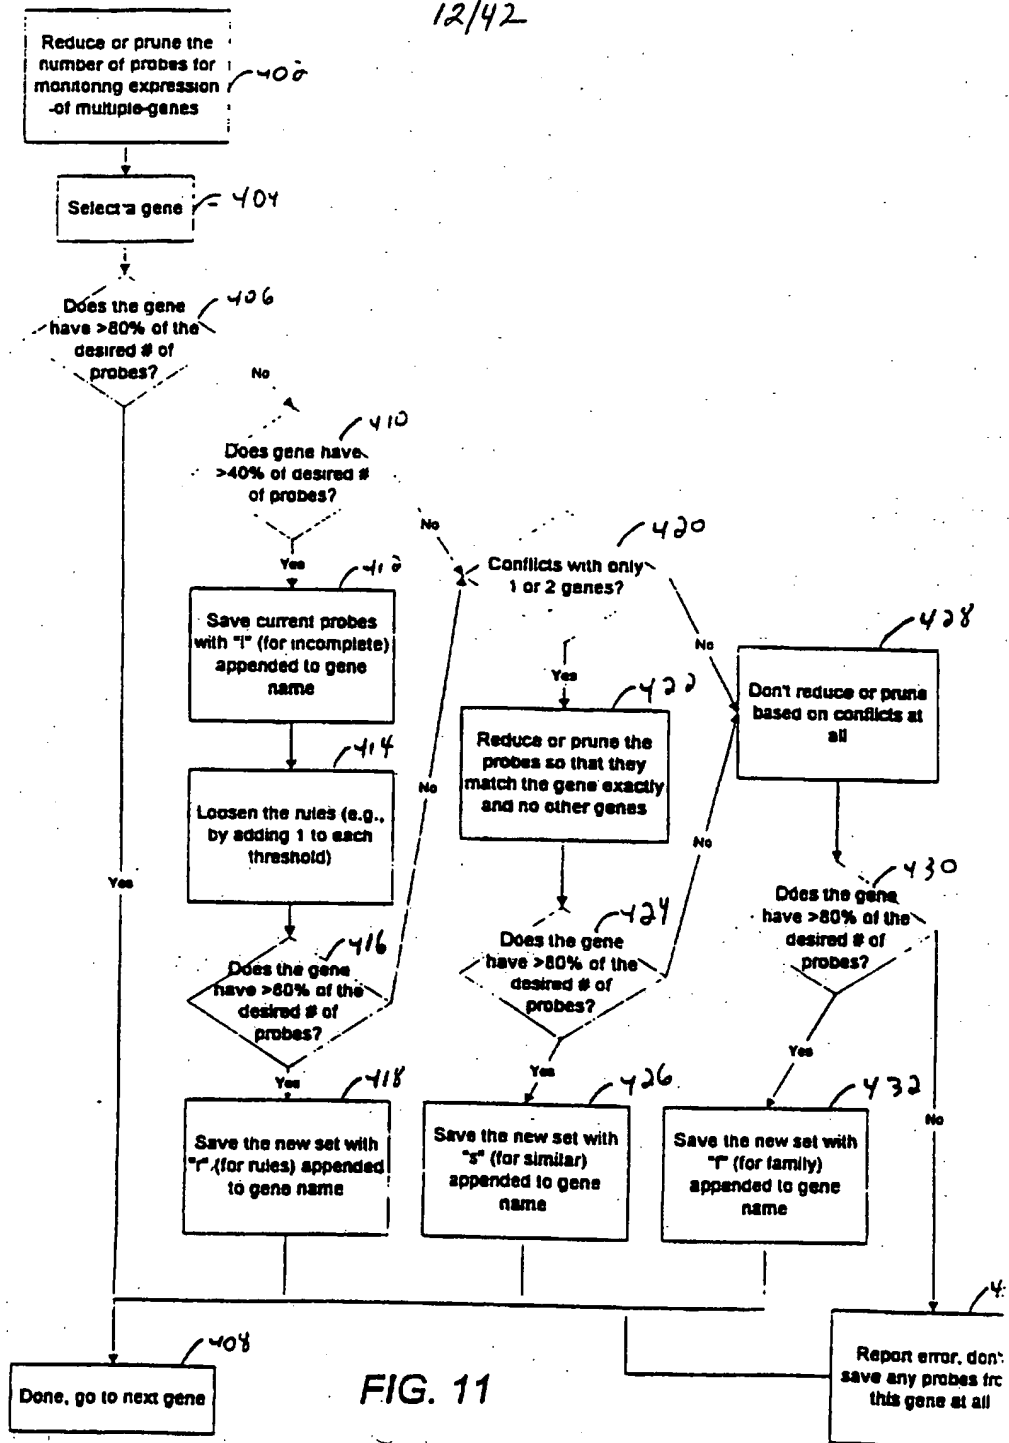 12/42
Reduce or prune the
number of probes for
monitoring expression
of multiple genes
402
Select a gene
404
Does the gene
have >80% of the
desired # of
probes?
406
No
Does gene have
>40% of desired #
of probes?
410
No
Yes
Conflicts with only
1 or 2 genes?
420
Save current probes
with "i" (for incomplete)
appended to gene
name
412
No
Yes
Don't reduce or prune
based on conflicts at
all
428
Reduce or prune the
probes so that they
match the gene exactly
and no other genes
422
Loosen the rules (e.g.,
by adding 1 to each
threshold)
414
No
No
Yes
Does the gene
have >80% of the
desired # of
probes?
430
Does the gene
have >80% of the
desired # of
probes?
424
Does the gene
have >80% of the
desired # of
probes?
416
Yes
Yes
Yes
No
Save the new set with
"r" (for rules) appended
to gene name
418
Save the new set with
"s" (for similar)
appended to gene
name
426
Save the new set with
"f" (for family)
appended to gene
name
432
Report error, don't
save any probes
this gene at all
Done, go to next gene
408
FIG. 11